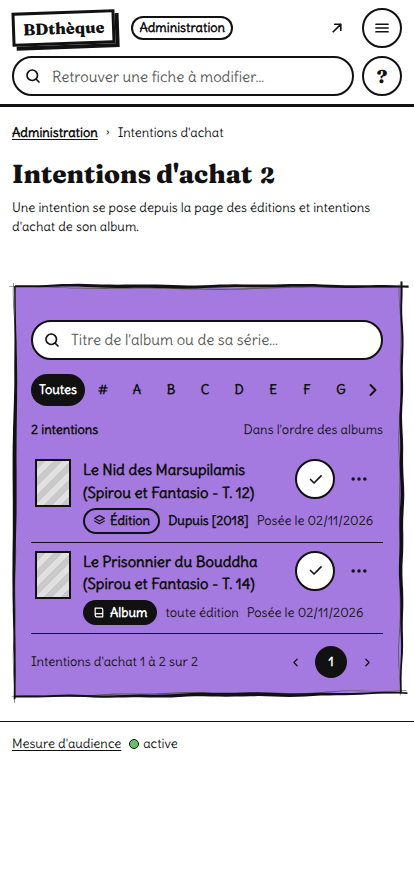 BDthèque
Administration
Retrouver une fiche à modifier...
?
Administration › Intentions d'achat
Intentions d'achat 2
Une intention se pose depuis la page des éditions et intentions
d'achat de son album.
Titre de l'album ou de sa série...
Toutes # A B C D E F G
2 intentions
Dans l'ordre des albums
Le Nid des Marsupilamis
(Spirou et Fantasio - T. 12)
Édition Depuis [2018] Posée le 02/11/2026
Le Prisonnier du Bouddha
(Spirou et Fantasio - T. 14)
Album toute édition Posée le 02/11/2026
Intentions d'achat 1 à 2 sur 2
‹ 1 ›
Mesure d'audience active